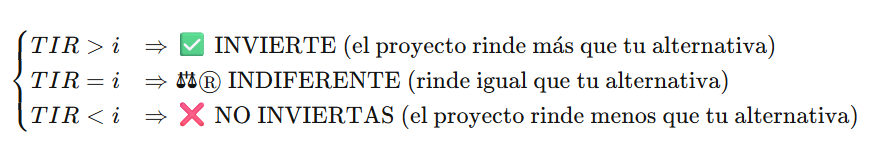 TIR > i ⇒ ✅ INVIERTE (el proyecto rinde más que tu alternativa)
TIR = i ⇒ ⚖⚖Ⓡ INDIFERENTE (rinde igual que tu alternativa)
TIR < i ⇒ ❌ NO INVIERTAS (el proyecto rinde menos que tu alternativa)